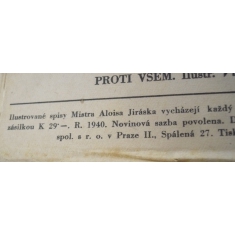 PROTI VŠEM. Ilustr.
Ilustrované spisy Mistra Aloisa Jiráska vycházejí každý
zásilkou K 29'—. R. 1940. Novinová sazba povolena.
spol. s r. o. v Praze II., Spálená 27. Tisk